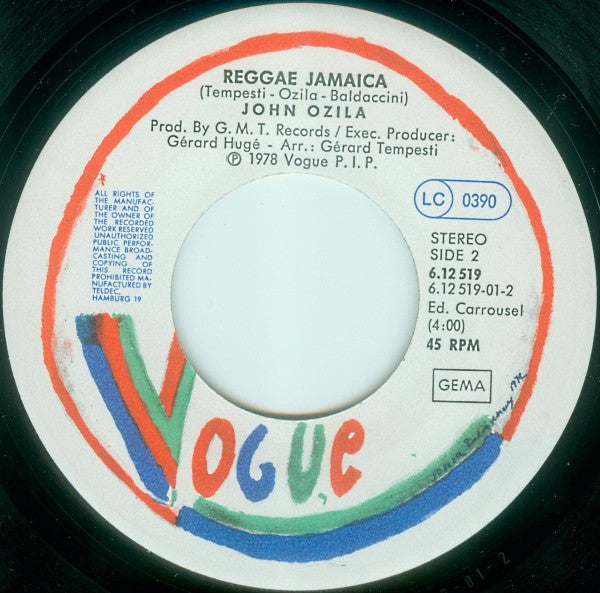 REGGAE JAMAICA
(Tempesti - Ozila - Baldaccini)
JOHN OZILA
Prod. By G. M. T. Records / Exec. Producer:
Gérard Hugé - Arr.: Gérard Tempesti
℗ 1978 Vogue P. I. P.
ALL RIGHTS OF
THE MANUFAC-
TURER AND OF
THE OWNER OF
THE RECORDED
WORK RESERVED
UNAUTHORIZED
PUBLIC PERFOR-
MANCE BROAD-
CASTING AND
COPYING OF
THIS RECORD
PROHIBITED MA-
NUFACTURED BY
TELDEC,
HAMBURG 19
LC 0390
STEREO
SIDE 2
6.12 519
6.12 519-01-2
Ed. Carrousel
(4:00)
45 RPM
GEMA
VOGUE